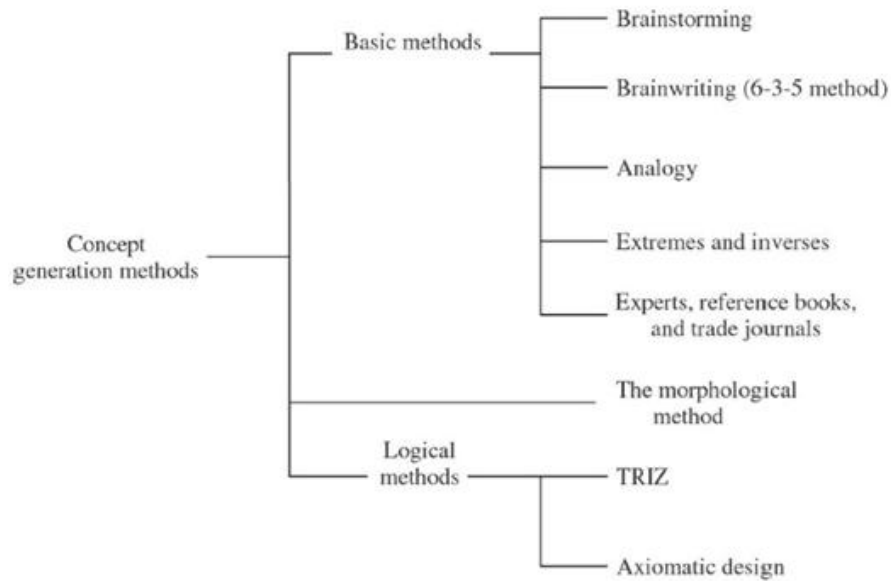 Brainstorming
Basic methods
Brainwriting (6-3-5 method)
Analogy
Concept
generation methods
Extremes and inverses
Experts, reference books,
and trade journals
The morphological
method
Logical
methods
TRIZ
Axiomatic design